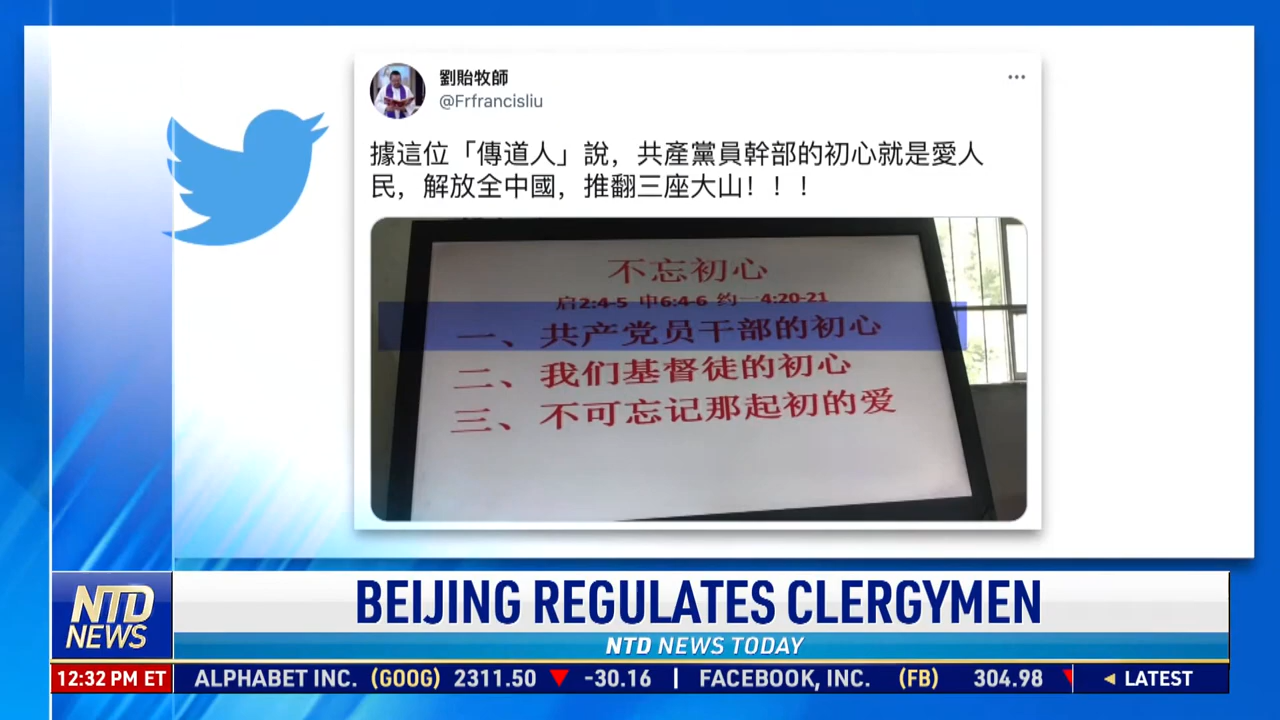 劉貽牧師
@Frfrancisliu
據這位「傳道人」說，共產黨員幹部的初心就是愛人
民，解放全中國，推翻三座大山！！！
不忘初心
启2:4-5 申6:4-6 约一4:20-21
一、共产党员干部的初心
二、我们基督徒的初心
三、不可忘记那起初的爱
NTD
NEWS
BEIJING REGULATES CLERGYMEN
NTD NEWS TODAY
12:32 PM ET
ALPHABET INC. (GOOG) 2311.50 ▼ -30.16 | FACEBOOK, INC. (FB) 304.98
◄ LATEST